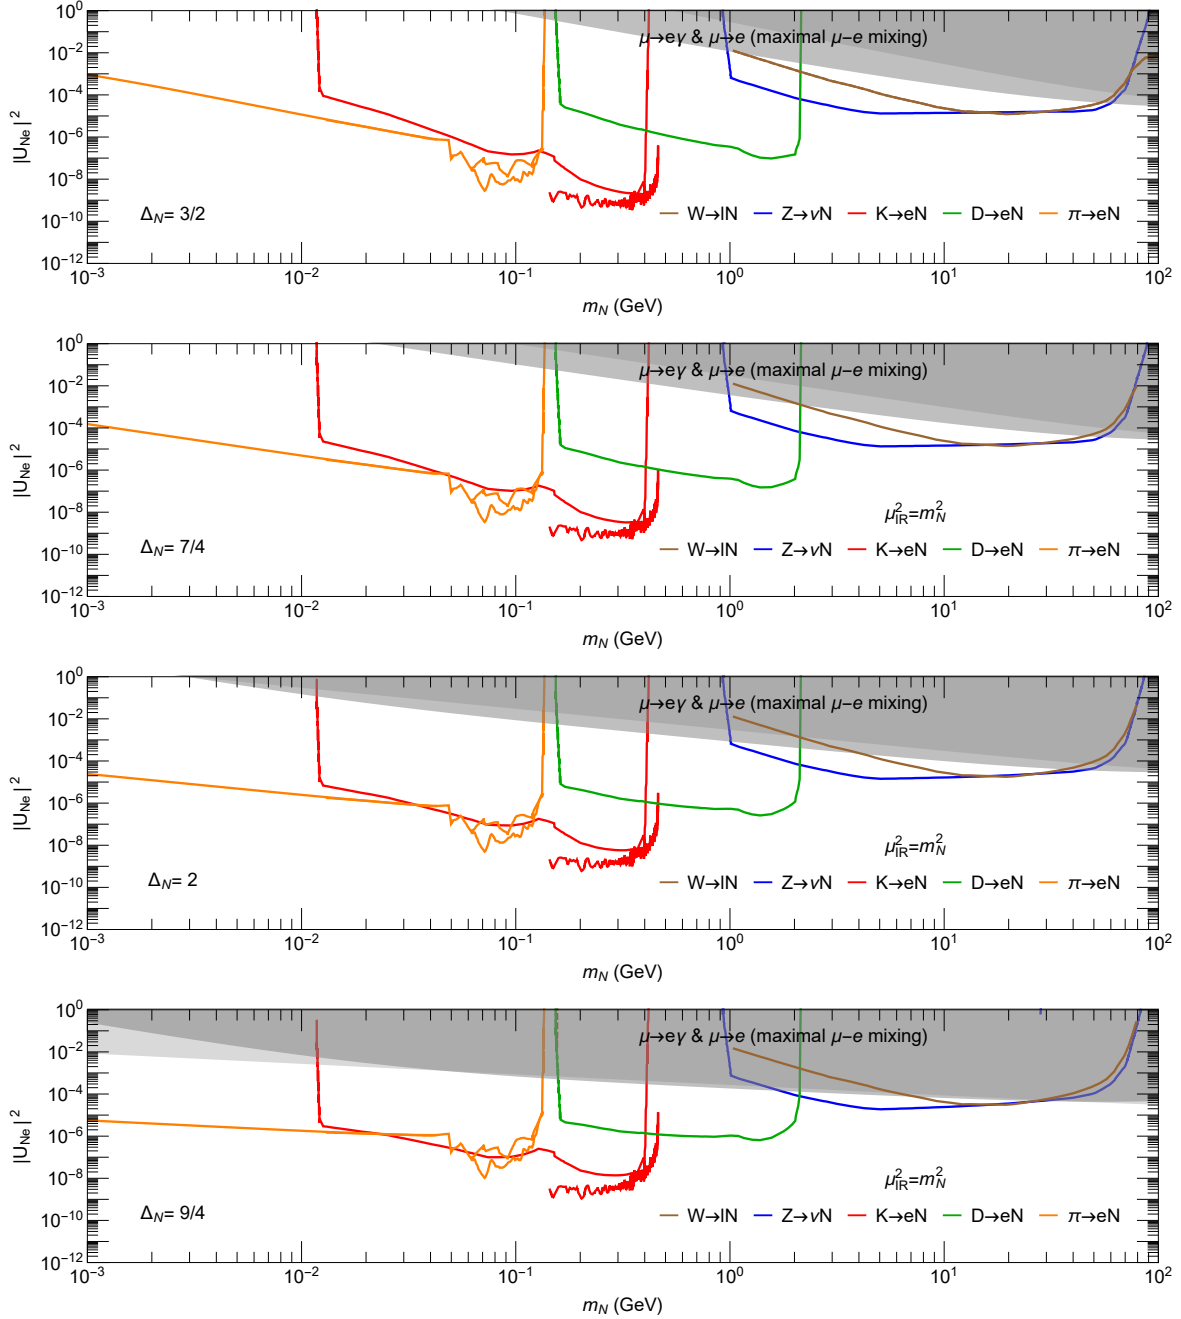 10^0
μ→eγ & μ→e (maximal μ−e mixing)
10^-2
10^-4
10^-6
10^-8
10^-10
10^-12
|U_Ne|^2
Δ_N= 3/2
W→lN Z→νN K→eN D→eN π→eN
10^-3 10^-2 10^-1 10^0 10^1 10^2
m_N (GeV)
10^0
μ→eγ & μ→e (maximal μ−e mixing)
10^-2
10^-4
10^-6
10^-8
10^-10
10^-12
|U_Ne|^2
μ_IR^2=m_N^2
Δ_N= 7/4
W→lN Z→νN K→eN D→eN π→eN
10^-3 10^-2 10^-1 10^0 10^1 10^2
m_N (GeV)
10^0
μ→eγ & μ→e (maximal μ−e mixing)
10^-2
10^-4
10^-6
10^-8
10^-10
10^-12
|U_Ne|^2
μ_IR^2=m_N^2
Δ_N= 2
W→lN Z→νN K→eN D→eN π→eN
10^-3 10^-2 10^-1 10^0 10^1 10^2
m_N (GeV)
10^0
μ→eγ & μ→e (maximal μ−e mixing)
10^-2
10^-4
10^-6
10^-8
10^-10
10^-12
|U_Ne|^2
μ_IR^2=m_N^2
Δ_N= 9/4
W→lN Z→νN K→eN D→eN π→eN
10^-3 10^-2 10^-1 10^0 10^1 10^2
m_N (GeV)